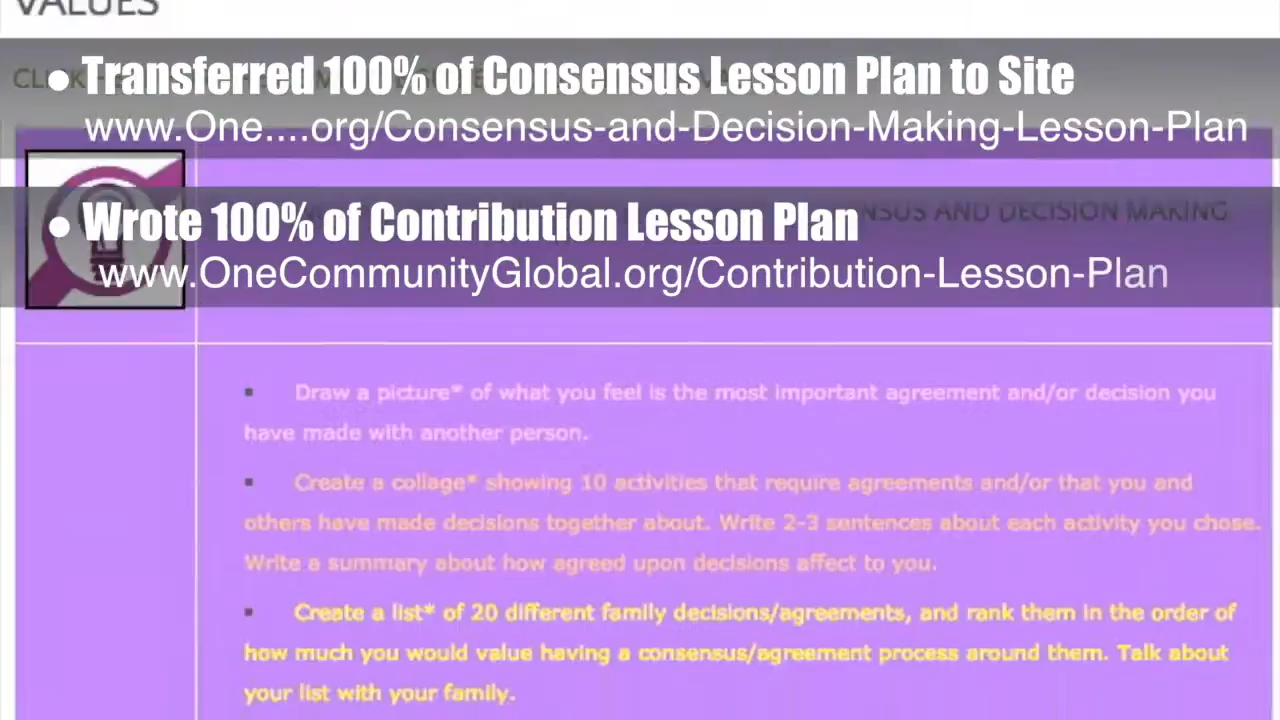 VALUES
• Transferred 100% of Consensus Lesson Plan to Site
www.One....org/Consensus-and-Decision-Making-Lesson-Plan
• Wrote 100% of Contribution Lesson Plan
www.OneCommunityGlobal.org/Contribution-Lesson-Plan
AND DECISION MAKING
▪ Draw a picture* of what you feel is the most important agreement and/or decision you
have made with another person.
▪ Create a collage* showing 10 activities that require agreements and/or that you and
others have made decisions together about. Write 2-3 sentences about each activity you chose.
Write a summary about how agreed upon decisions affect to you.
▪ Create a list* of 20 different family decisions/agreements, and rank them in the order of
how much you would value having a consensus/agreement process around them. Talk about
your list with your family.